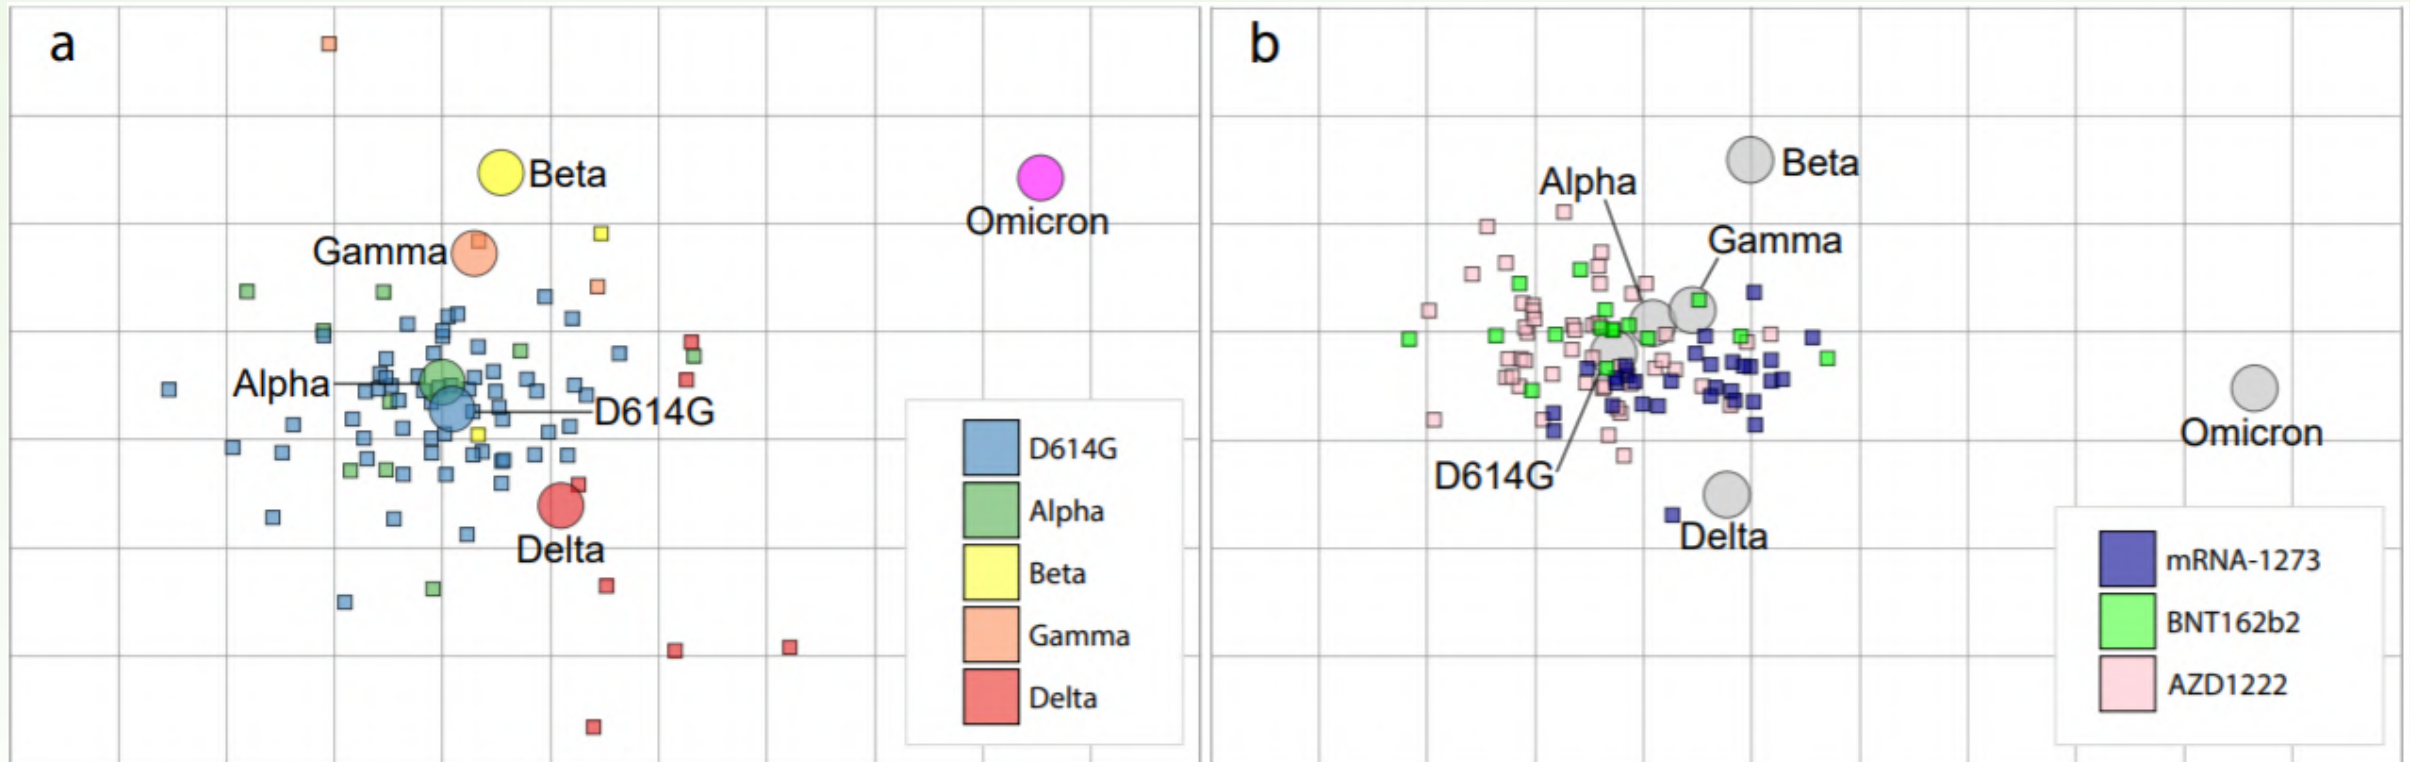 a
Beta
Omicron
Gamma
Alpha
D614G
Delta
D614G
Alpha
Beta
Gamma
Delta
b
Beta
Alpha
Gamma
Omicron
D614G
Delta
mRNA-1273
BNT162b2
AZD1222